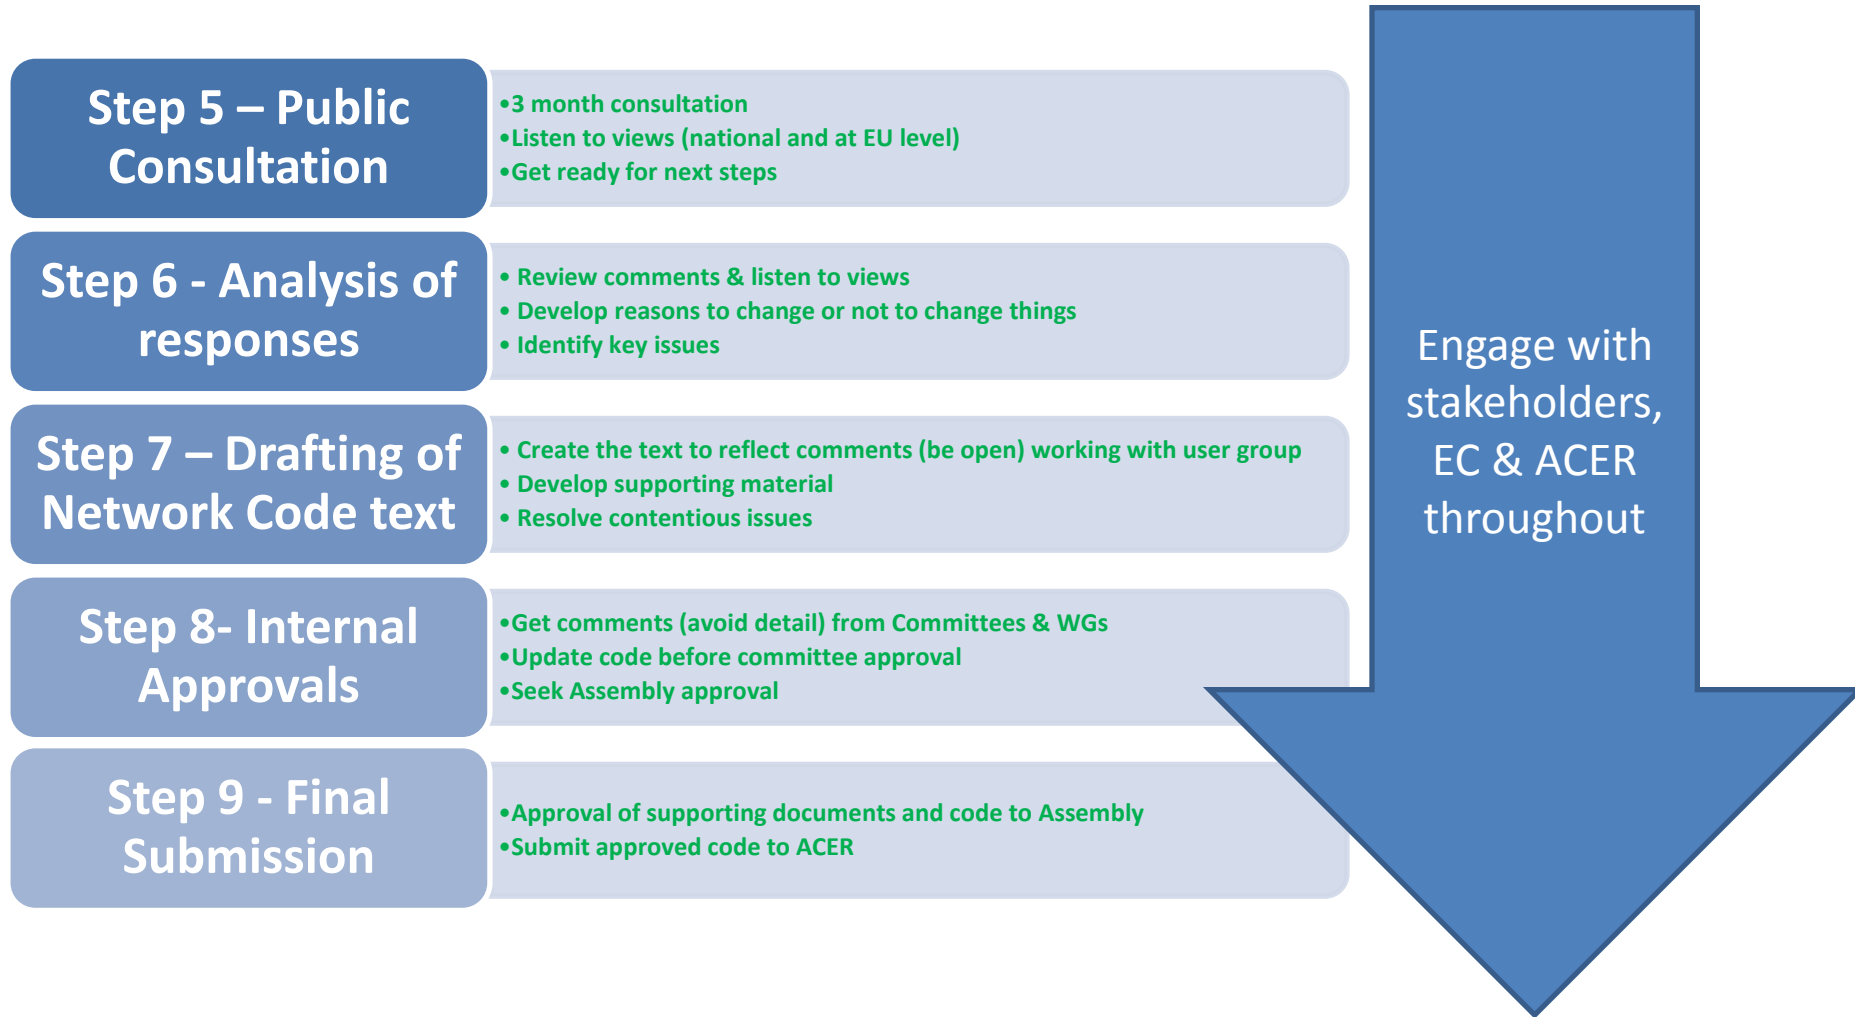 Step 5 – Public
Consultation
•3 month consultation
•Listen to views (national and at EU level)
•Get ready for next steps
Step 6 - Analysis of
responses
• Review comments & listen to views
• Develop reasons to change or not to change things
• Identify key issues
Step 7 – Drafting of
Network Code text
• Create the text to reflect comments (be open) working with user group
• Develop supporting material
• Resolve contentious issues
Step 8- Internal
Approvals
•Get comments (avoid detail) from Committees & WGs
•Update code before committee approval
•Seek Assembly approval
Step 9 - Final
Submission
•Approval of supporting documents and code to Assembly
•Submit approved code to ACER
Engage with
stakeholders,
EC & ACER
throughout